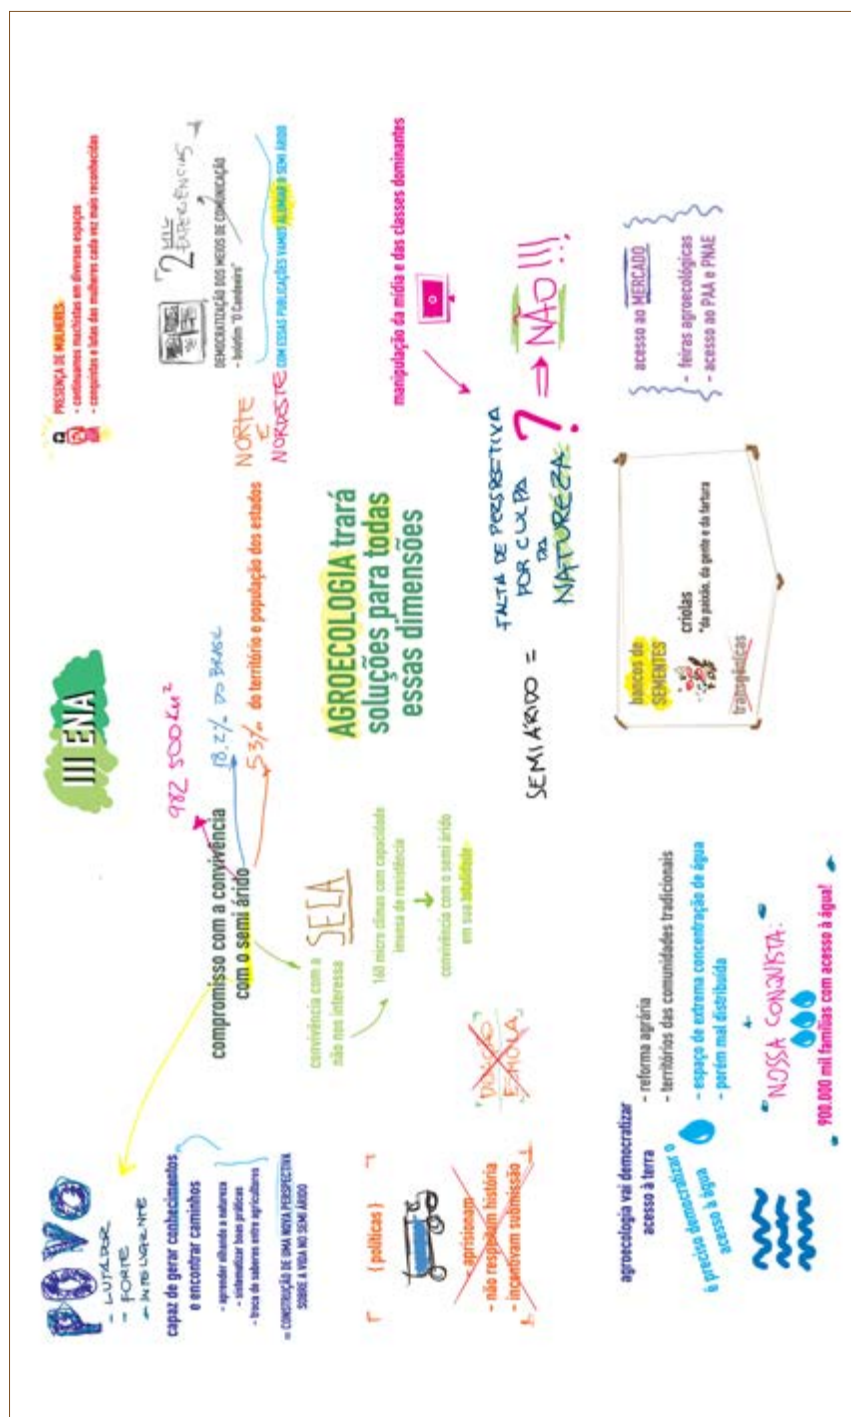 III ENA
POVO
- LUTADOR
- FORTE
- INTELIGENTE
capaz de gerar conhecimentos
e encontrar caminhos
- aprender olhando a natureza
- sistematizar boas práticas
- troca de saberes entre agricultores
= CONSTRUÇÃO DE UMA NOVA PERSPECTIVA
SOBRE A VIDA NO SEMI ÁRIDO
compromisso com a convivência
com o semi árido
982 500 Km²
18,2% DO BRASIL
53% do território e população dos estados
NORTE
E
NORDESTE
PRESENÇA DE MULHERES:
- continuamos machistas em diversos espaços
- conquistas e lutas das mulheres cada vez mais reconhecidas
2 MIL
EXPERIÊNCIAS
DEMOCRATIZAÇÃO DOS MEIOS DE COMUNICAÇÃO
- boletim "O Candeeiro"
COM ESSAS PUBLICAÇÕES VAMOS ALUMIAR O SEMI ÁRIDO
convivência com a SECA
não nos interessa
160 micro climas com capacidade
imensa de resistência
convivência com o semi árido
em sua totalidade
AGROECOLOGIA trará
soluções para todas
essas dimensões
manipulação da mídia e das classes dominantes
{ políticas }
- aprisionam
- não respeitam história
- incentivam submissão
ESMOLA
SEMI ÁRIDO =
FALTA DE PERSPECTIVA
POR CULPA
DA
NATUREZA
? ⇒ NÃO!!!
agroecologia vai democratizar
acesso à terra
- reforma agrária
- territórios das comunidades tradicionais
é preciso democratizar o
acesso à água
- espaço de extrema concentração de água
- porém mal distribuída
NOSSA CONQUISTA:
900.000 mil famílias com acesso à água!
bancos de
SEMENTES
criolas
"da paixão, da gente e da fartura
transgênicas
acesso ao MERCADO
- feiras agroecológicas
- acesso ao PAA e PNAE